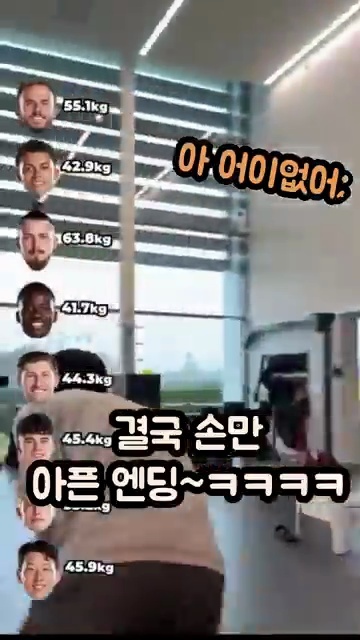 55.1kg
42.9kg
아 어이없어;
63.8kg
41.7kg
44.3kg
45.4kg
결국 손만
아픈 엔딩~ㅋㅋㅋㅋ
45.9kg